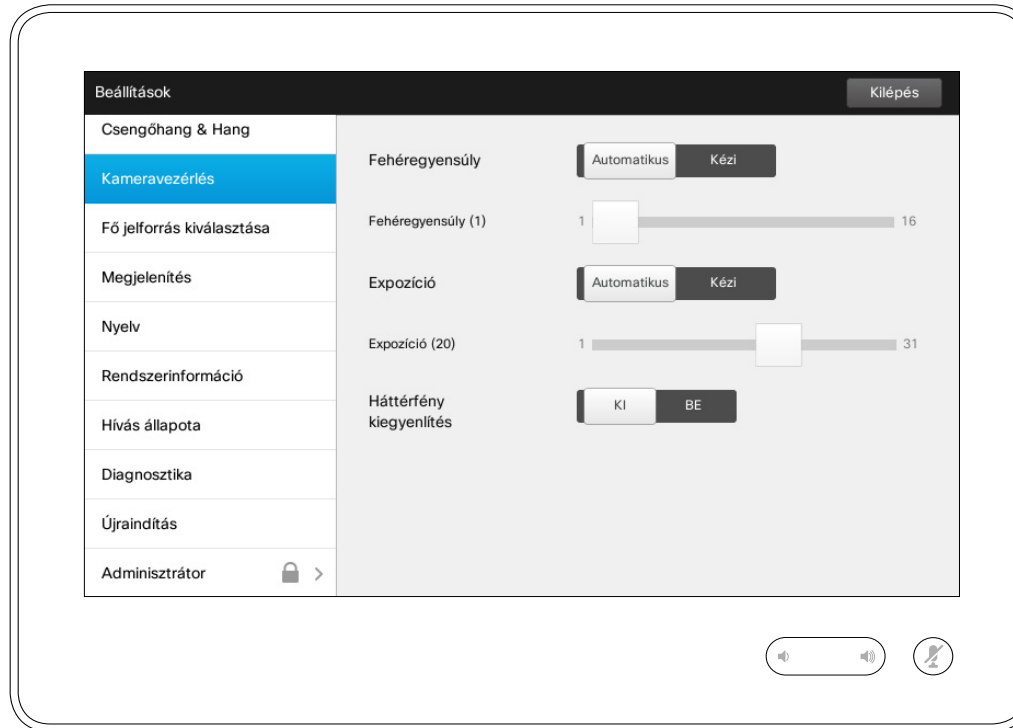 Beállítások
Kilépés
Csengőhang & Hang
Kameravezérlés
Fő jelforrás kiválasztása
Megjelenítés
Nyelv
Rendszerinformáció
Hívás állapota
Diagnosztika
Újraindítás
Adminisztrátor
Fehéregyensúly
Automatikus
Kézi
Fehéregyensúly (1)
1
16
Expozíció
Automatikus
Kézi
Expozíció (20)
1
31
Háttérfény
kiegyenlítés
KI
BE